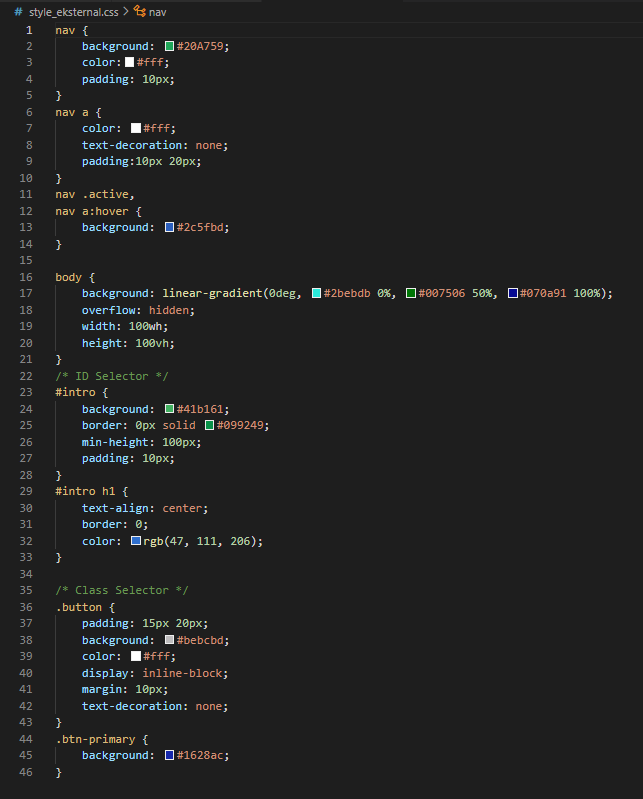 # style_eksternal.css > nav
1 nav {
2 background: #20A759;
3 color: #fff;
4 padding: 10px;
5 }
6 nav a {
7 color: #fff;
8 text-decoration: none;
9 padding:10px 20px;
10 }
11 nav .active,
12 nav a:hover {
13 background: #2c5fbd;
14 }
15
16 body {
17 background: linear-gradient(0deg, #2bebdb 0%, #007506 50%, #070a91 100%);
18 overflow: hidden;
19 width: 100wh;
20 height: 100vh;
21 }
22 /* ID Selector */
23 #intro {
24 background: #41b161;
25 border: 0px solid #099249;
26 min-height: 100px;
27 padding: 10px;
28 }
29 #intro h1 {
30 text-align: center;
31 border: 0;
32 color: rgb(47, 111, 206);
33 }
34
35 /* Class Selector */
36 .button {
37 padding: 15px 20px;
38 background: #bebcbd;
39 color: #fff;
40 display: inline-block;
41 margin: 10px;
42 text-decoration: none;
43 }
44 .btn-primary {
45 background: #1628ac;
46 }